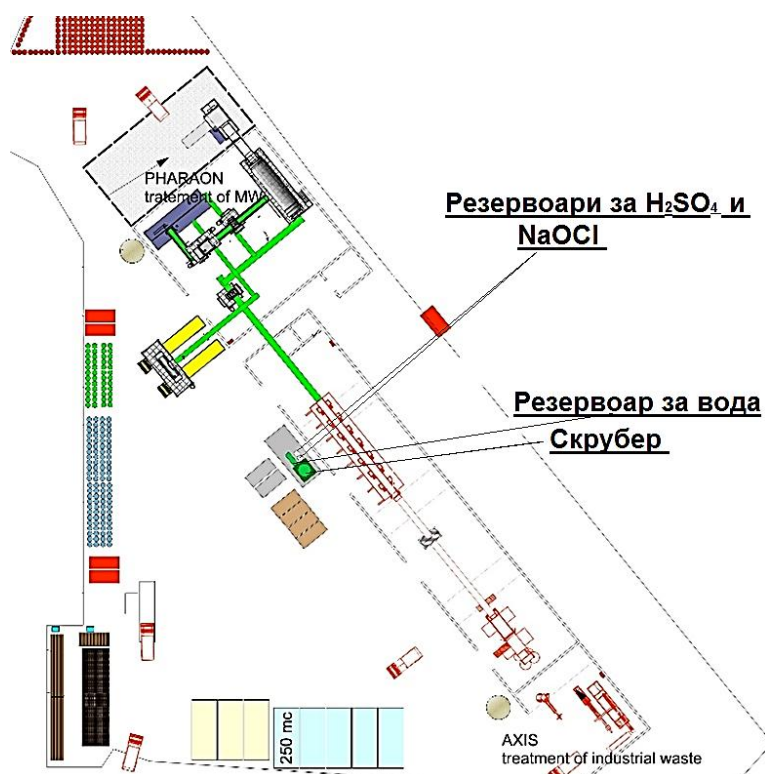 PHARAON
tratement of MW
Резервоари за H₂SO₄ и
NaOCl
Резервоар за вода
Скрубер
250 mc
AXIS
treatment of industrial waste